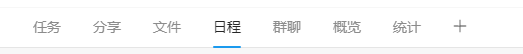 任务 分享 文件 日程 群聊 概览 统计 +